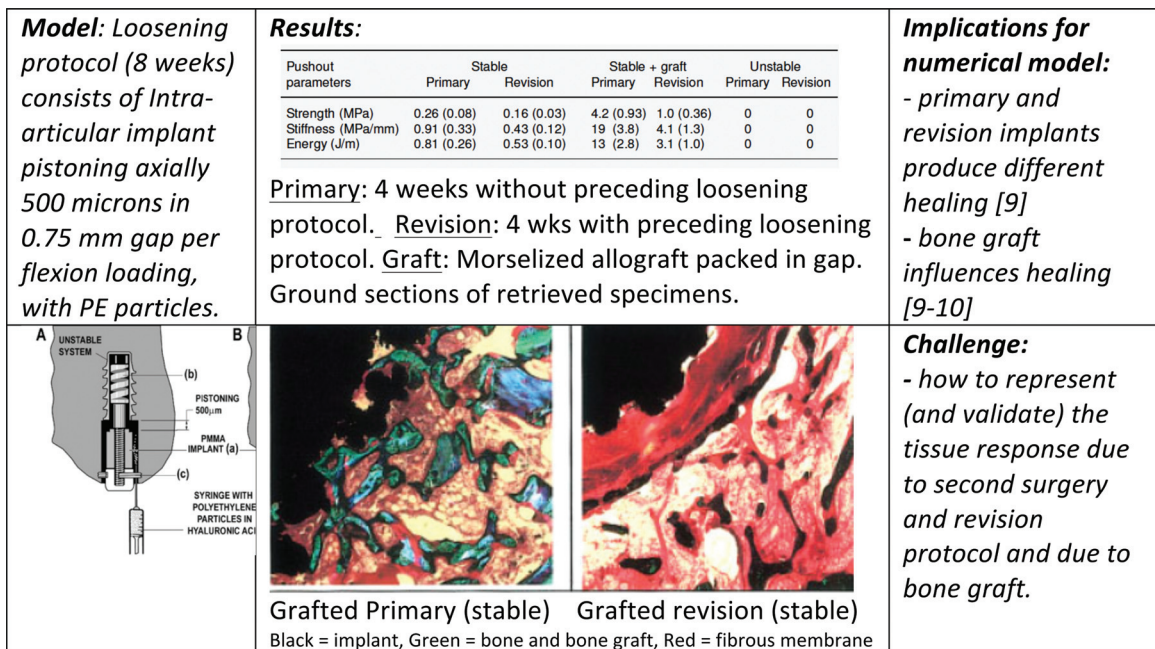 Model: Loosening
protocol (8 weeks)
consists of Intra-
articular implant
pistoning axially
500 microns in
0.75 mm gap per
flexion loading,
with PE particles.
Results:
Pushout Stable Stable + graft Unstable
parameters Primary Revision Primary Revision Primary Revision
Strength (MPa) 0.26 (0.08) 0.16 (0.03) 4.2 (0.93) 1.0 (0.36) 0 0
Stiffness (MPa/mm) 0.91 (0.33) 0.43 (0.12) 19 (3.8) 4.1 (1.3) 0 0
Energy (J/m) 0.81 (0.26) 0.53 (0.10) 13 (2.8) 3.1 (1.0) 0 0
Primary: 4 weeks without preceding loosening
protocol. Revision: 4 wks with preceding loosening
protocol. Graft: Morselized allograft packed in gap.
Ground sections of retrieved specimens.
Implications for
numerical model:
- primary and
revision implants
produce different
healing [9]
- bone graft
influences healing
[9-10]
A B
UNSTABLE
SYSTEM
(b)
PISTONING
500µm
PMMA
IMPLANT (a)
(c)
SYRINGE WITH
POLYETHYLENE
PARTICLES IN
HYALURONIC ACI
Grafted Primary (stable) Grafted revision (stable)
Black = implant, Green = bone and bone graft, Red = fibrous membrane
Challenge:
- how to represent
(and validate) the
tissue response due
to second surgery
and revision
protocol and due to
bone graft.